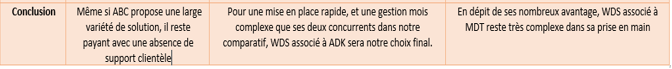 Conclusion
Même si ABC propose une large
variété de solution, il reste
payant avec une absence de
support clientèle
Pour une mise en place rapide, et une gestion mois
complexe que ses deux concurrents dans notre
comparatif, WDS associé à ADK sera notre choix final.
En dépit de ses nombreux avantage, WDS associé à
MDT reste très complexe dans sa prise en main